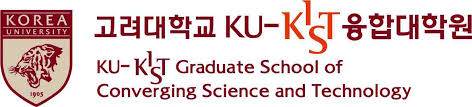 KOREA
UNIVERSITY
1905
고려대학교 KU-KIST 융합대학원
KU-KIST Graduate School of
Converging Science and Technology